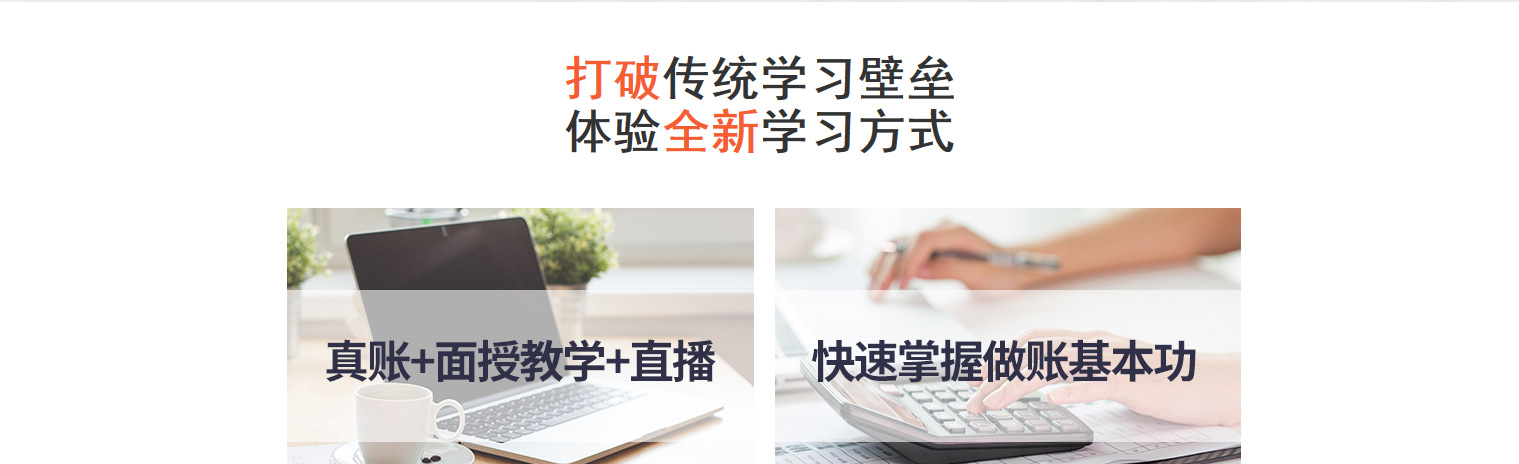 打破传统学习壁垒
体验全新学习方式
真账+面授教学+直播
快速掌握做账基本功